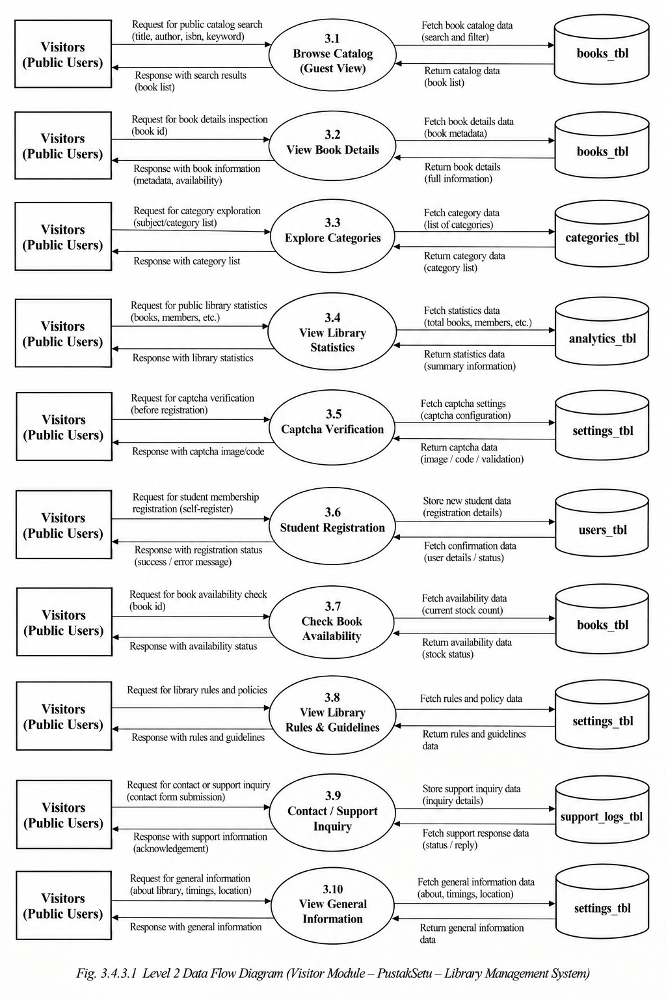 Request for public catalog search
(title, author, isbn, keyword)
Visitors
(Public Users)
Response with search results
(book list)
3.1
Browse Catalog
(Guest View)
Fetch book catalog data
(search and filter)
Return catalog data
(book list)
books_tbl
Request for book details inspection
(book id)
Visitors
(Public Users)
Response with book information
(metadata, availability)
3.2
View Book Details
Fetch book details data
(book metadata)
Return book details
(full information)
books_tbl
Request for category exploration
(subject/category list)
Visitors
(Public Users)
Response with category list
3.3
Explore Categories
Fetch category data
(list of categories)
Return category data
(category list)
categories_tbl
Request for public library statistics
(books, members, etc.)
Visitors
(Public Users)
Response with library statistics
3.4
View Library
Statistics
Fetch statistics data
(total books, members, etc.)
Return statistics data
(summary information)
analytics_tbl
Request for captcha verification
(before registration)
Visitors
(Public Users)
Response with captcha image/code
3.5
Captcha Verification
Fetch captcha settings
(captcha configuration)
Return captcha data
(image / code / validation)
settings_tbl
Request for student membership
registration (self-register)
Visitors
(Public Users)
Response with registration status
(success / error message)
3.6
Student Registration
Store new student data
(registration details)
Fetch confirmation data
(user details / status)
users_tbl
Request for book availability check
(book id)
Visitors
(Public Users)
Response with availability status
3.7
Check Book
Availability
Fetch availability data
(current stock count)
Return availability data
(stock status)
books_tbl
Request for library rules and policies
Visitors
(Public Users)
Response with rules and guidelines
3.8
View Library
Rules & Guidelines
Fetch rules and policy data
Return rules and guidelines
data
settings_tbl
Request for contact or support inquiry
(contact form submission)
Visitors
(Public Users)
Response with support information
(acknowledgement)
3.9
Contact / Support
Inquiry
Store support inquiry data
(inquiry details)
Fetch support response data
(status / reply)
support_logs_tbl
Request for general information
(about library, timings, location)
Visitors
(Public Users)
Response with general information
3.10
View General
Information
Fetch general information data
(about, timings, location)
Return general information
data
settings_tbl
Fig. 3.4.3.1 Level 2 Data Flow Diagram (Visitor Module – PustakSetu – Library Management System)